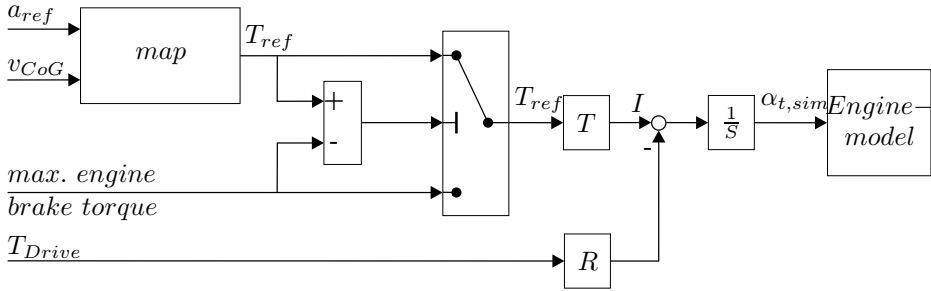 a_ref
v_CoG
map
T_ref
+
-
max. engine
brake torque
T_Drive
T_ref
T
I
-
R
1/S
α_t,sim
Engine–
model